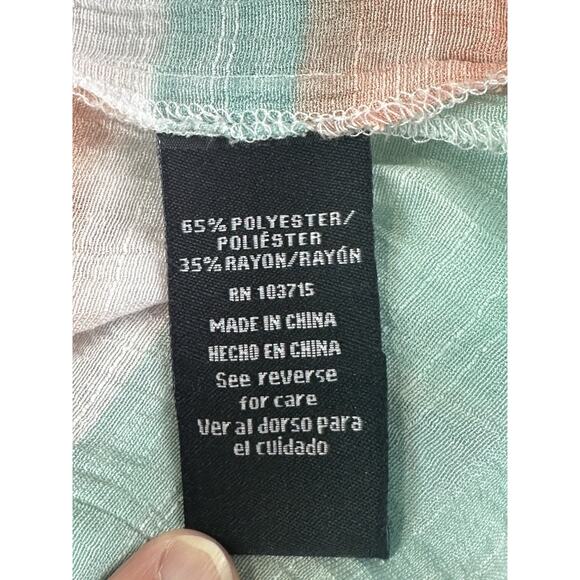 65% POLYESTER/
POLIÉSTER
35% RAYON/RAYÓN
RN 103715
MADE IN CHINA
HECHO EN CHINA
See reverse
for care
Ver al dorso para
el cuidado